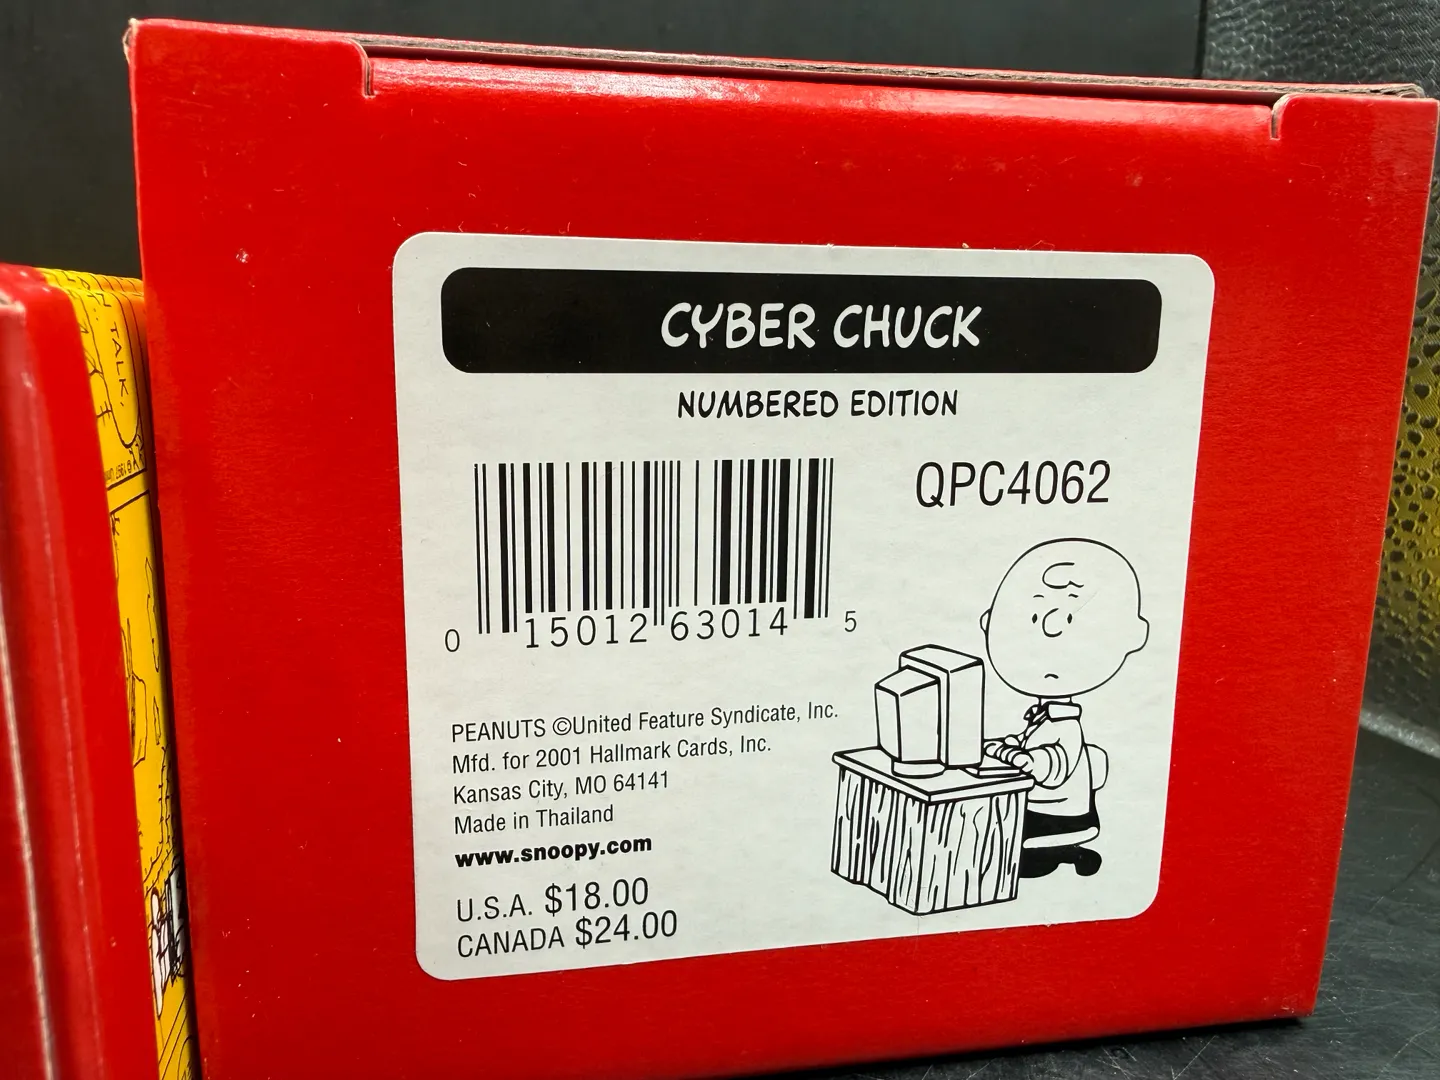 CYBER CHUCK
NUMBERED EDITION
QPC4062
0 15012 63014 5
PEANUTS ©United Feature Syndicate, Inc.
Mfd. for 2001 Hallmark Cards, Inc.
Kansas City, MO 64141
Made in Thailand
www.snoopy.com
U.S.A. $18.00
CANADA $24.00
TALK.